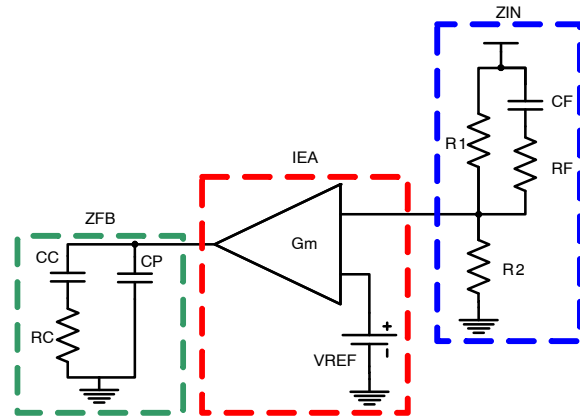 ZIN
CF
R1
RF
IEA
ZFB
Gm
CC
CP
R2
+
RC
VREF
-